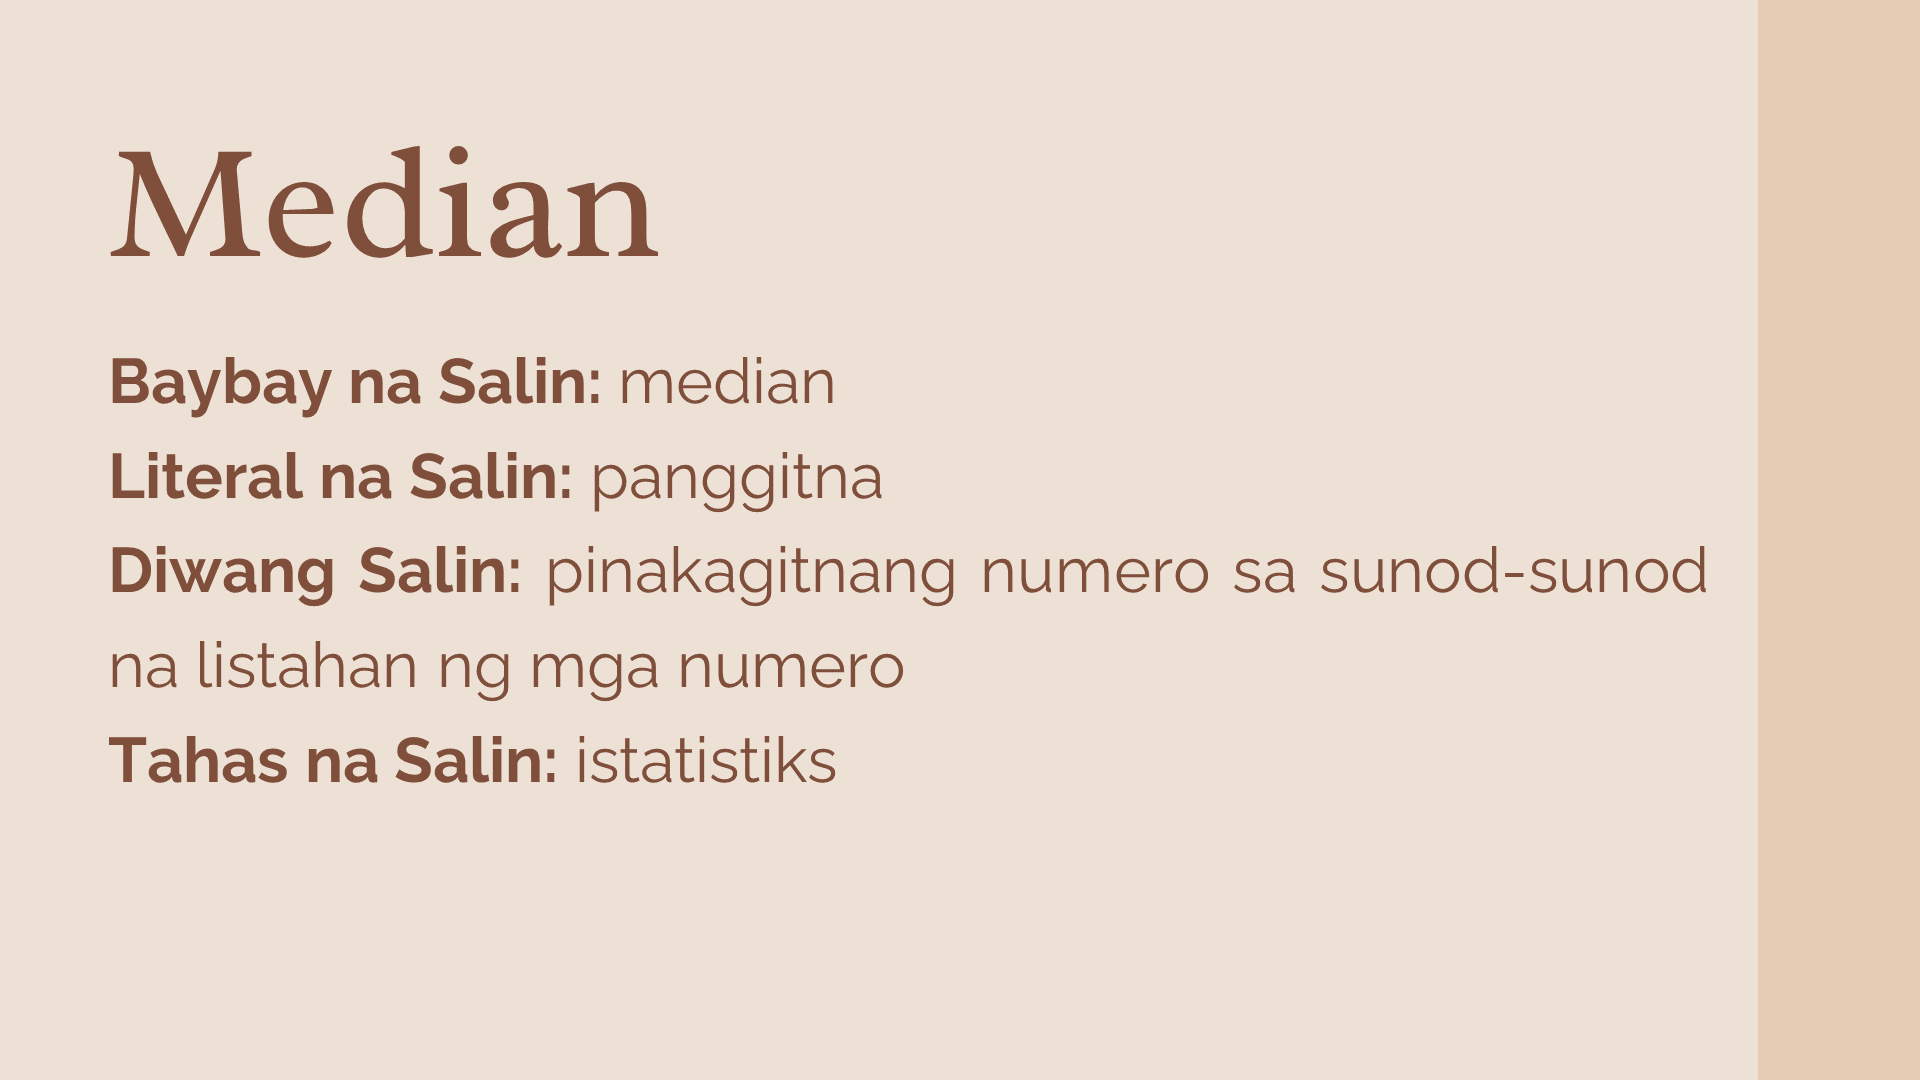 Median
Baybay na Salin: median
Literal na Salin: panggitna
Diwang Salin: pinakagitnang numero sa sunod-sunod
na listahan ng mga numero
Tahas na Salin: istatistiks